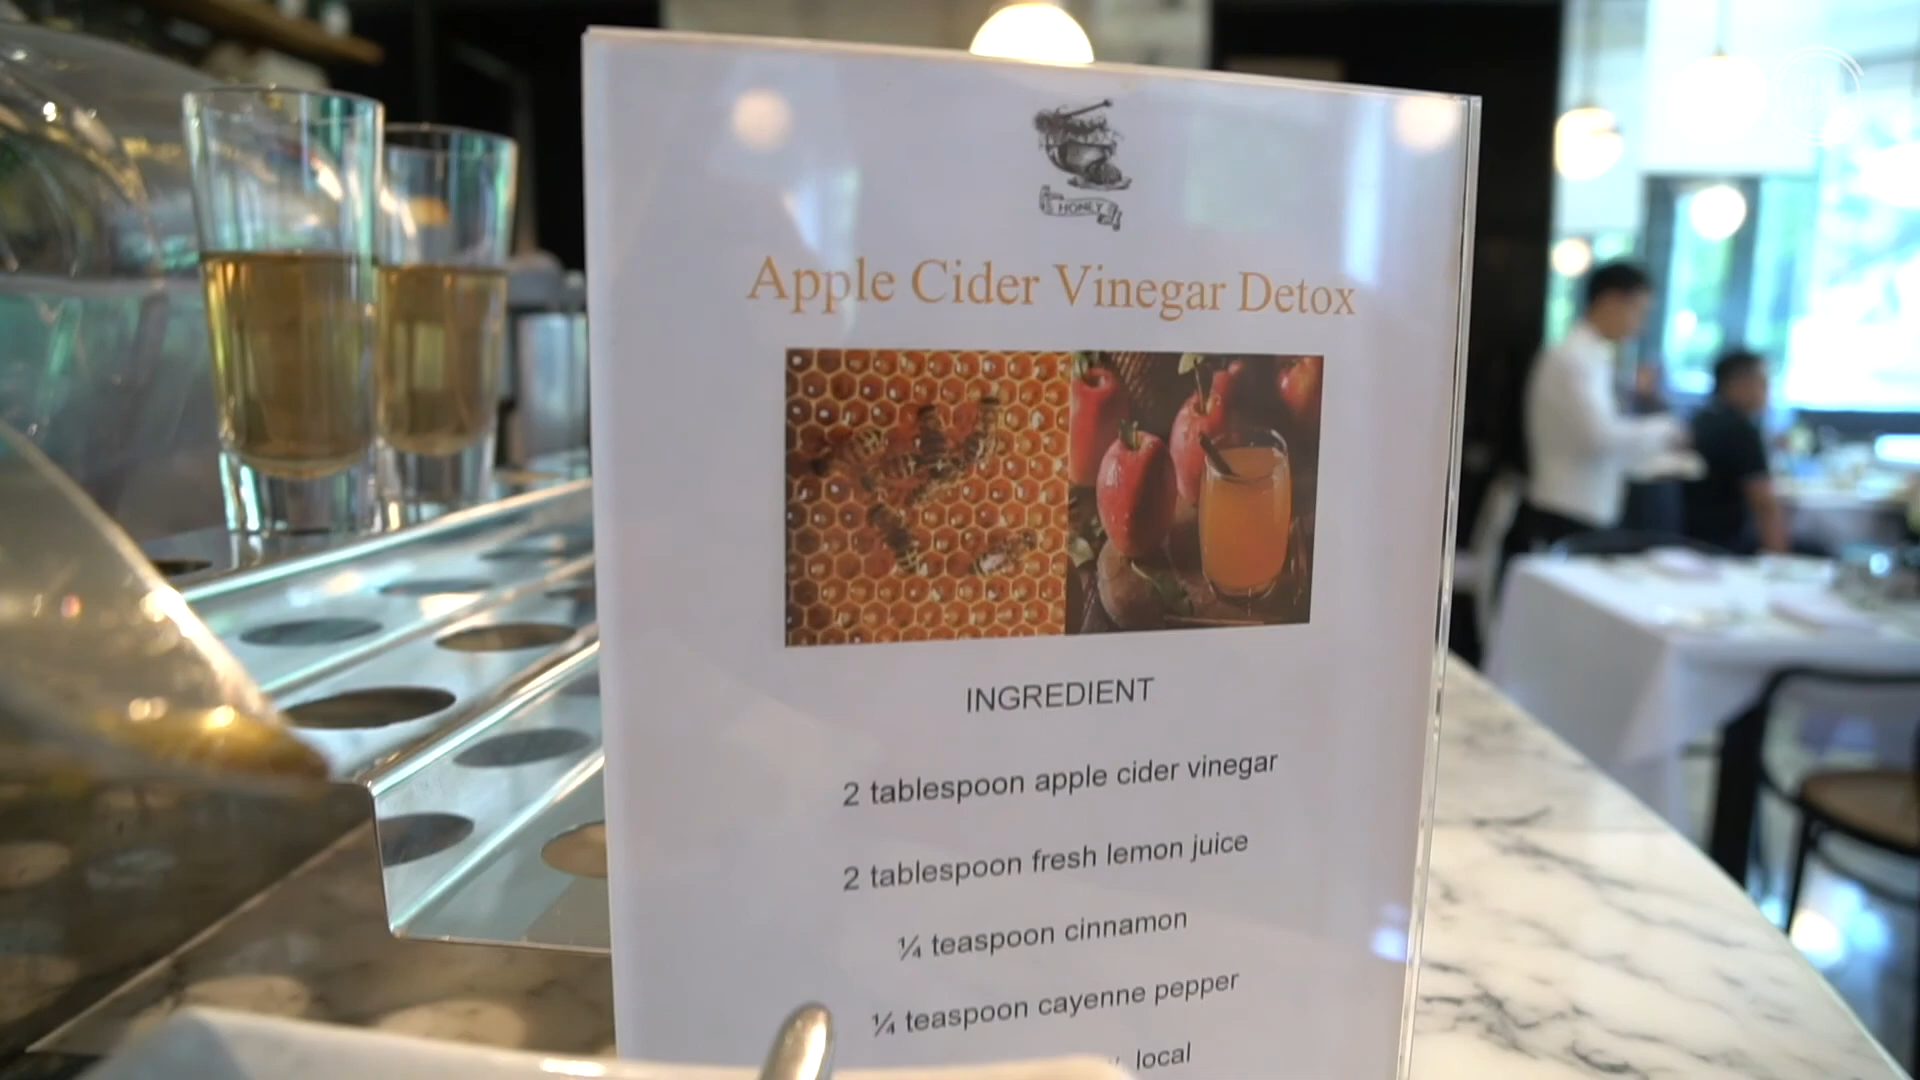 HONEY
Apple Cider Vinegar Detox
INGREDIENT
2 tablespoon apple cider vinegar
2 tablespoon fresh lemon juice
¼ teaspoon cinnamon
¼ teaspoon cayenne pepper
local